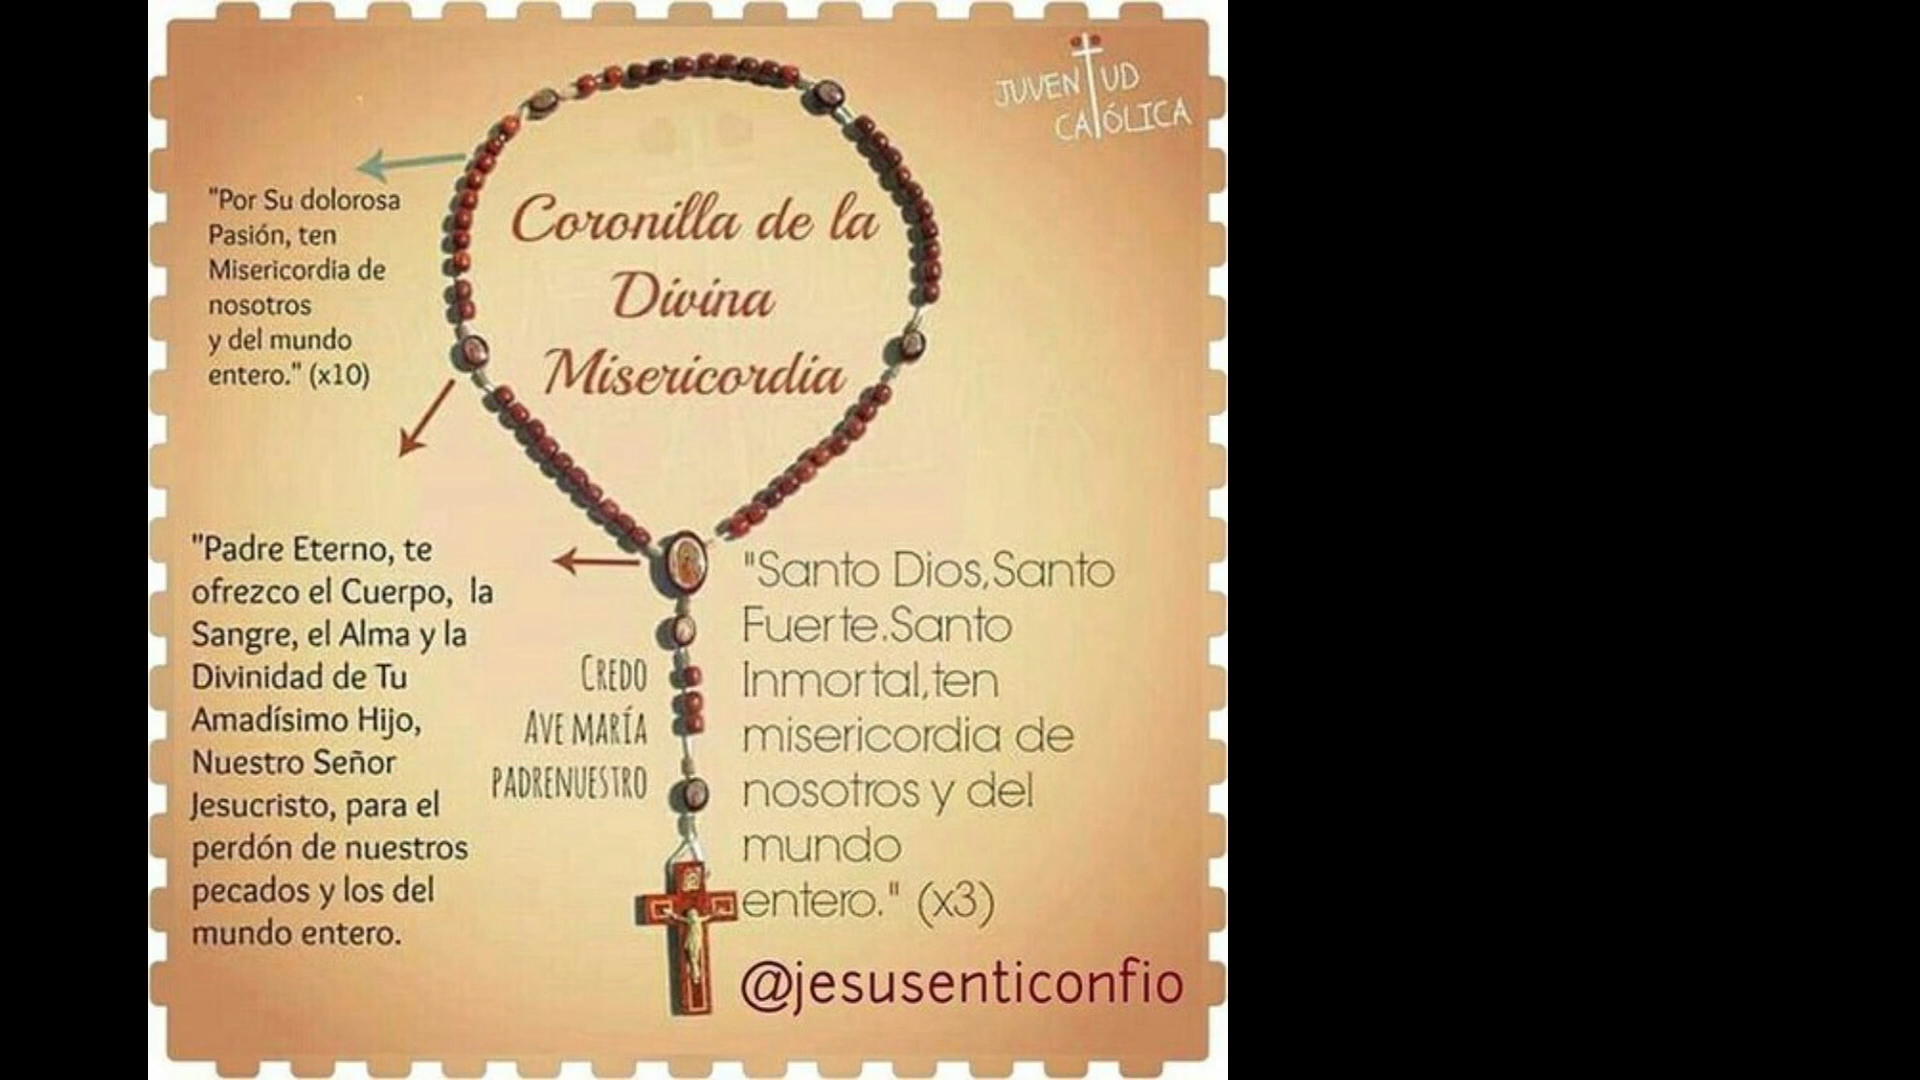 JUVENTUD
CATÓLICA
Coronilla de la
Divina
Misericordia
"Por Su dolorosa
Pasión, ten
Misericordia de
nosotros
y del mundo
entero." (x10)
"Padre Eterno, te
ofrezco el Cuerpo, la
Sangre, el Alma y la
Divinidad de Tu
Amadísimo Hijo,
Nuestro Señor
Jesucristo, para el
perdón de nuestros
pecados y los del
mundo entero.
CREDO
AVE MARÍA
PADRENUESTRO
"Santo Dios,Santo
Fuerte.Santo
Inmortal,ten
misericordia de
nosotros y del
mundo
entero." (x3)
@jesusenticonfio